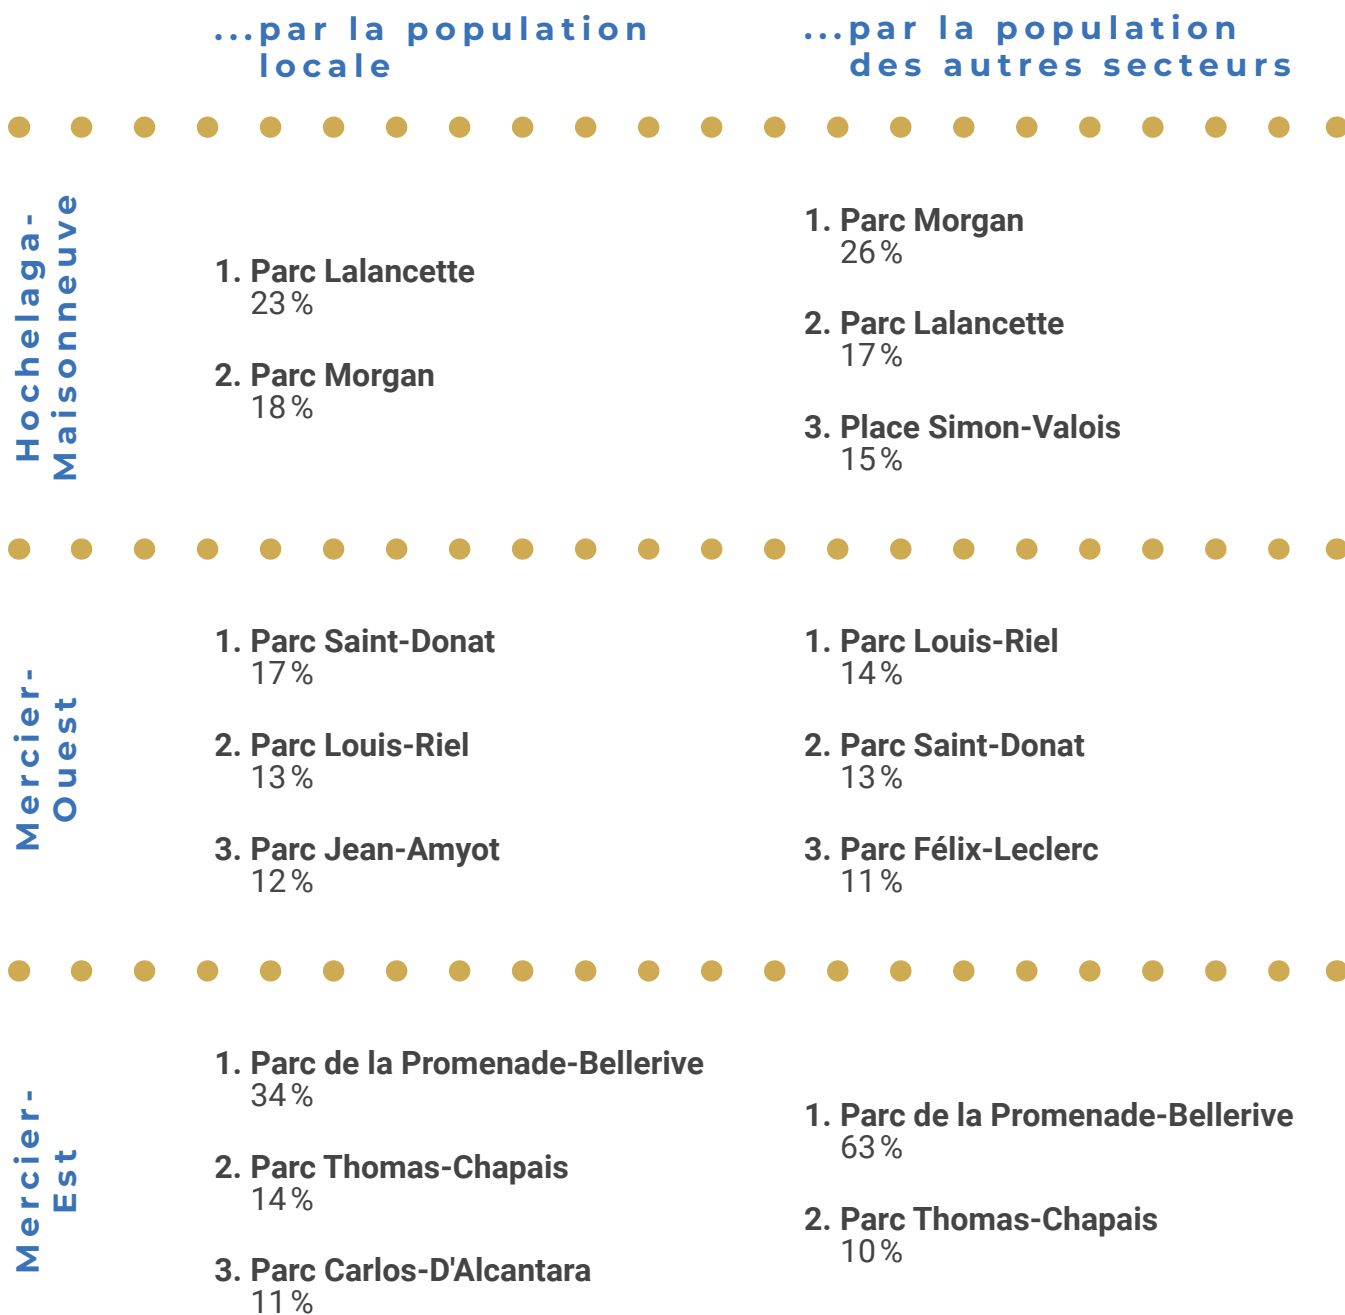 ...par la population
locale
...par la population
des autres secteurs
Hochelaga-
Maisonneuve
1. Parc Lalancette
23 %
2. Parc Morgan
18 %
1. Parc Morgan
26 %
2. Parc Lalancette
17 %
3. Place Simon-Valois
15 %
Mercier-
Ouest
1. Parc Saint-Donat
17 %
2. Parc Louis-Riel
13 %
3. Parc Jean-Amyot
12 %
1. Parc Louis-Riel
14 %
2. Parc Saint-Donat
13 %
3. Parc Félix-Leclerc
11 %
Mercier-
Est
1. Parc de la Promenade-Bellerive
34 %
2. Parc Thomas-Chapais
14 %
3. Parc Carlos-D'Alcantara
11 %
1. Parc de la Promenade-Bellerive
63 %
2. Parc Thomas-Chapais
10 %